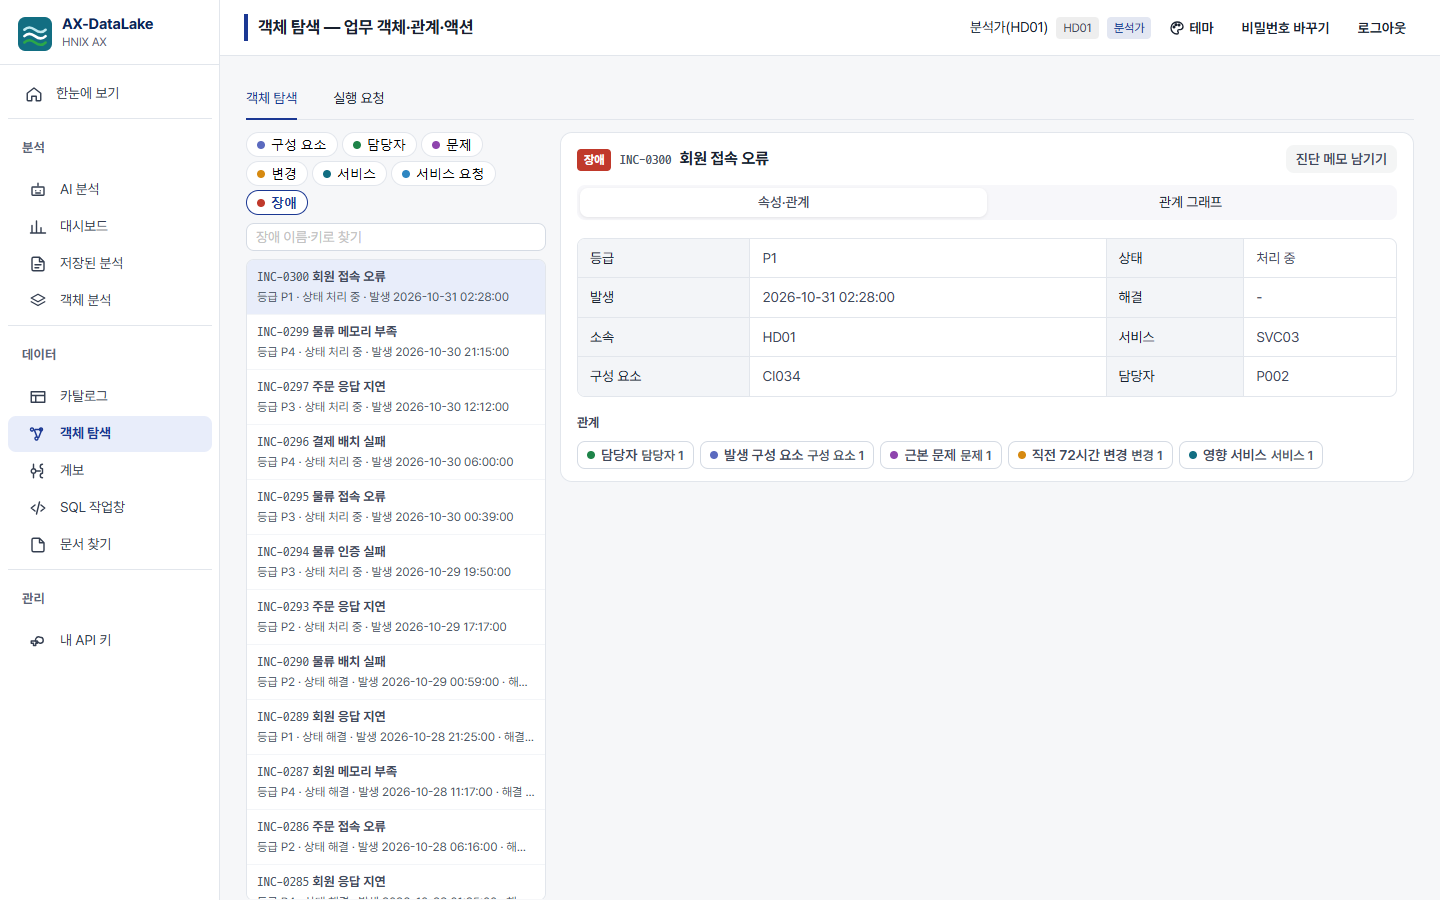 AX-DataLake
HNIX AX
한눈에 보기
분석
AI 분석
대시보드
저장된 분석
객체 분석
데이터
카탈로그
객체 탐색
계보
SQL 작업창
문서 찾기
관리
내 API 키
객체 탐색 — 업무 객체·관계·액션
분석가(HD01) HD01 분석가 테마 비밀번호 바꾸기 로그아웃
객체 탐색 실행 요청
구성 요소 담당자 문제
변경 서비스 서비스 요청
장애
장애 이름·키로 찾기
INC-0300 회원 접속 오류
등급 P1 · 상태 처리 중 · 발생 2026-10-31 02:28:00
INC-0299 물류 메모리 부족
등급 P4 · 상태 처리 중 · 발생 2026-10-30 21:15:00
INC-0297 주문 응답 지연
등급 P3 · 상태 처리 중 · 발생 2026-10-30 12:12:00
INC-0296 결제 배치 실패
등급 P4 · 상태 처리 중 · 발생 2026-10-30 06:00:00
INC-0295 물류 접속 오류
등급 P3 · 상태 처리 중 · 발생 2026-10-30 00:39:00
INC-0294 물류 인증 실패
등급 P3 · 상태 처리 중 · 발생 2026-10-29 19:50:00
INC-0293 주문 응답 지연
등급 P2 · 상태 처리 중 · 발생 2026-10-29 17:17:00
INC-0290 물류 배치 실패
등급 P2 · 상태 해결 · 발생 2026-10-29 00:59:00 · 해...
INC-0289 회원 응답 지연
등급 P1 · 상태 해결 · 발생 2026-10-28 21:25:00 · 해결...
INC-0287 회원 메모리 부족
등급 P4 · 상태 해결 · 발생 2026-10-28 11:17:00 · 해결 ...
INC-0286 주문 접속 오류
등급 P2 · 상태 해결 · 발생 2026-10-28 06:16:00 · 해...
INC-0285 회원 응답 지연
장애 INC-0300 회원 접속 오류 진단 메모 남기기
속성·관계 관계 그래프
등급 P1 상태 처리 중
발생 2026-10-31 02:28:00 해결 -
소속 HD01 서비스 SVC03
구성 요소 CI034 담당자 P002
관계
담당자 담당자 1 발생 구성 요소 구성 요소 1 근본 문제 문제 1 직전 72시간 변경 변경 1 영향 서비스 서비스 1